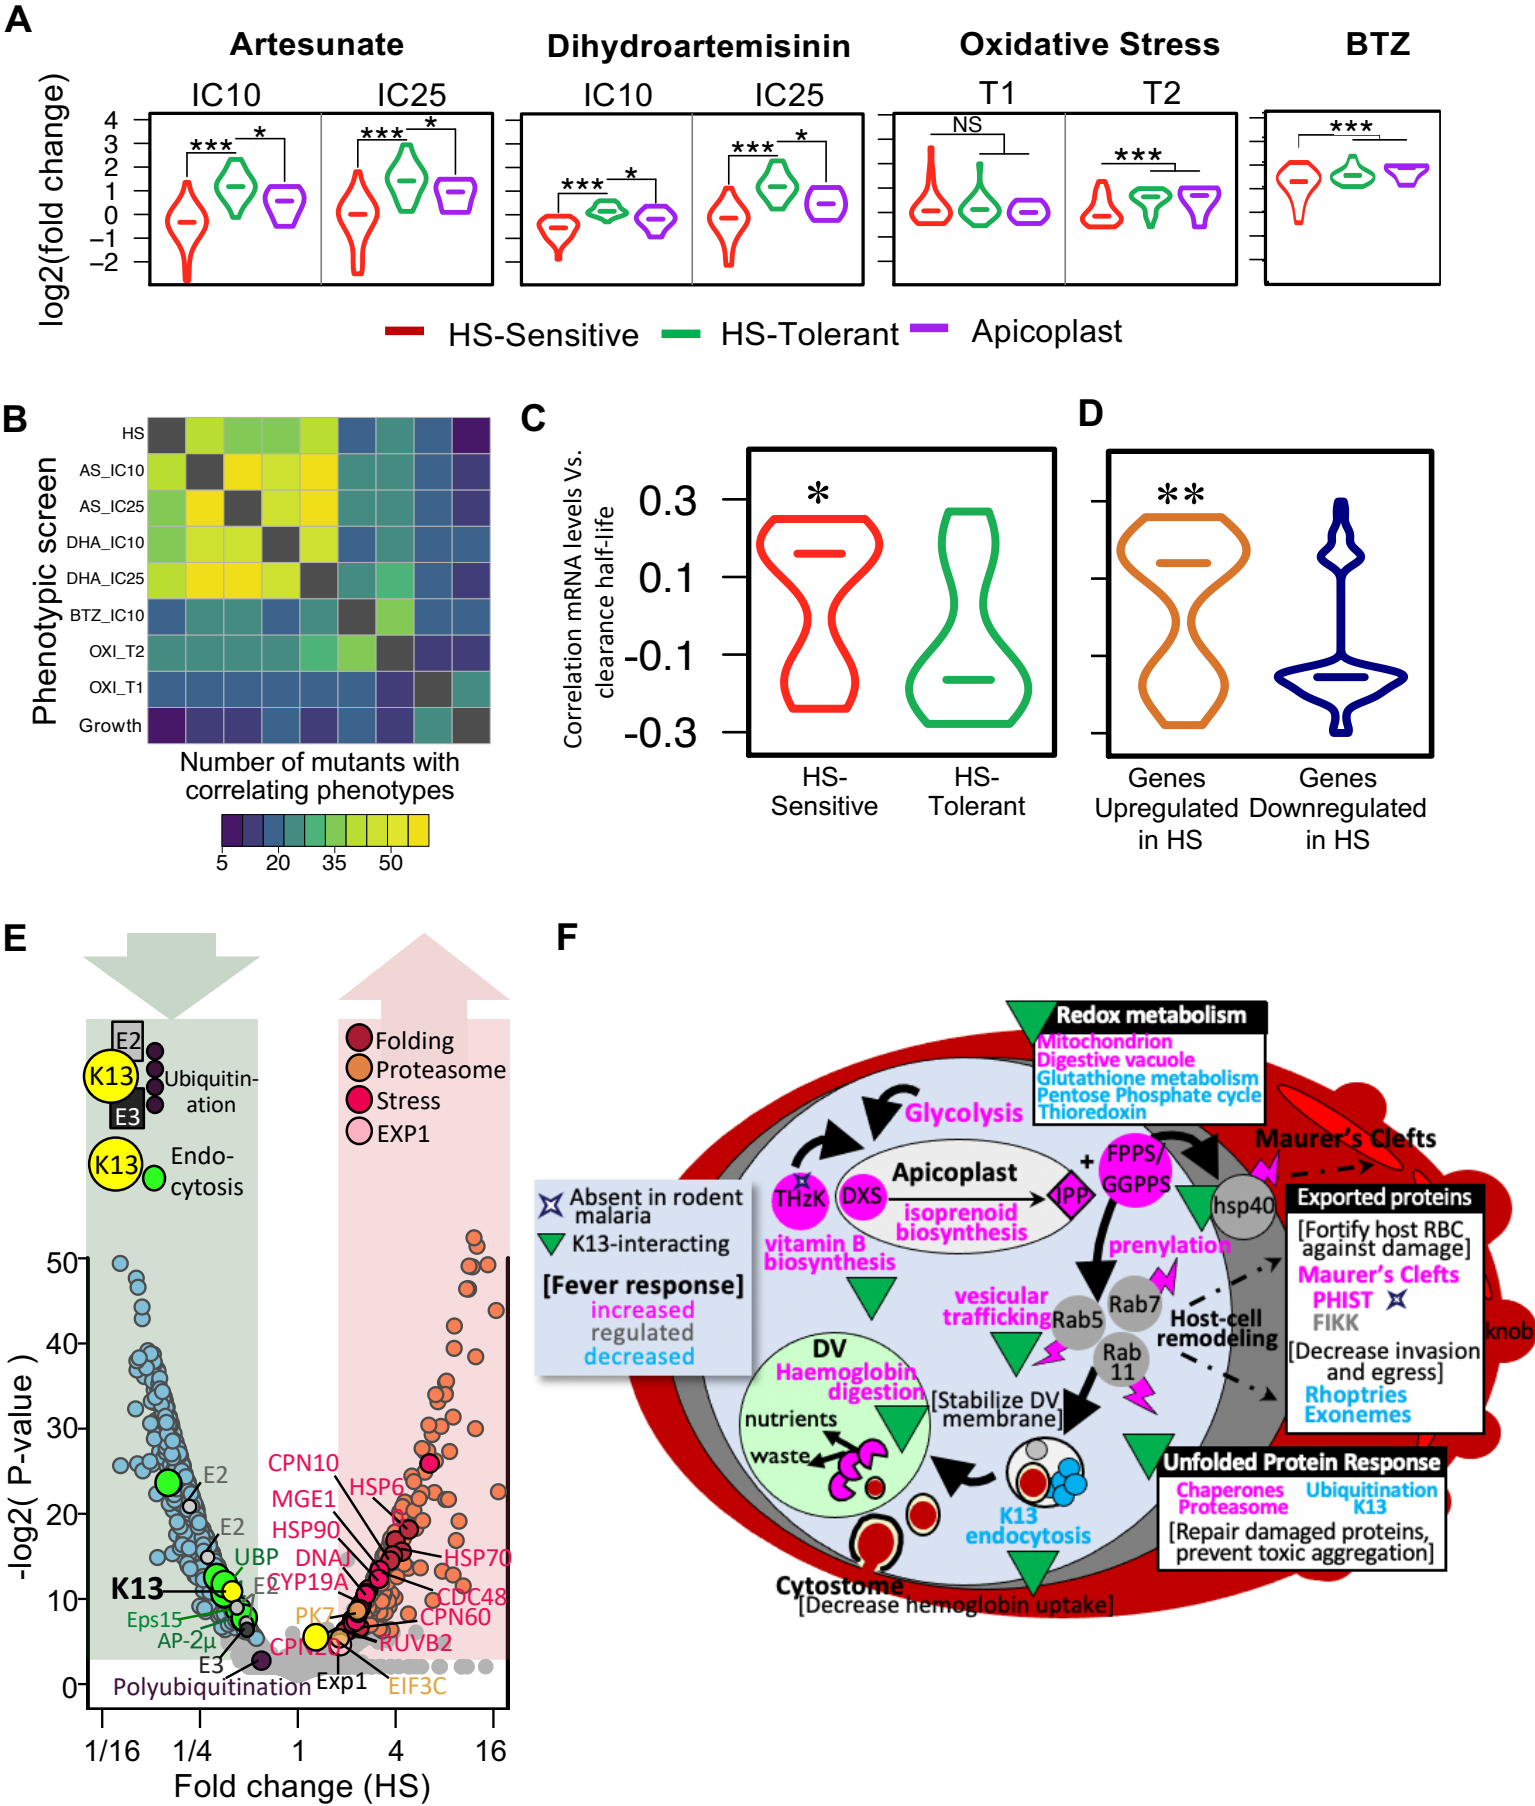 A
Artesunate
Dihydroartemisinin
Oxidative Stress
BTZ
IC10
IC25
IC10
IC25
T1
T2
log2(fold change)
4
3
2
1
0
−1
−2
*** *
*** *
*** *
*** *
NS
***
***
HS-Sensitive
HS-Tolerant
Apicoplast
B
Phenotypic screen
HS
AS_IC10
AS_IC25
DHA_IC10
DHA_IC25
BTZ_IC10
OXI_T2
OXI_T1
Growth
Number of mutants with
correlating phenotypes
5 20 35 50
C
Correlation mRNA levels Vs.
clearance half-life
0.3
0.1
-0.1
-0.3
*
HS-
Sensitive
HS-
Tolerant
D
**
Genes
Upregulated
in HS
Genes
Downregulated
in HS
E
E2
K13
E3
Ubiquitin-
ation
K13
Endo-
cytosis
Folding
Proteasome
Stress
EXP1
-log2( P-value )
50
40
30
20
10
0
E2
E2
UBP
E2
K13
Eps15
AP-2µ
E3
Polyubiquitination
CPN10
MGE1
HSP6
0
HSP90
DNAJ
CYP19A
PK7
CPN20
HSP70
CDC48
CPN60
RUVB2
Exp1
EIF3C
1/16
1/4
1
4
16
Fold change (HS)
F
Redox metabolism
Mitochondrion
Digestive vacuole
Glutathione metabolism
Pentose Phosphate cycle
Thioredoxin
Glycolysis
Maurer's Clefts
Apicoplast
+
FPPS/
GGPPS
THzK
DXS
IPP
isoprenoid
biosynthesis
hsp40
vitamin B
biosynthesis
prenylation
Absent in rodent
malaria
K13-interacting
[Fever response]
increased
regulated
decreased
Exported proteins
[Fortify host RBC
against damage]
Maurer's Clefts
PHIST
FIKK
[Decrease invasion
and egress]
Rhoptries
Exonemes
knob
vesicular
trafficking
Rab5
Rab7
Rab
11
Host-cell
remodeling
DV
Haemoglobin
digestion
nutrients
waste
[Stabilize DV
membrane]
K13
endocytosis
Unfolded Protein Response
Chaperones
Proteasome
Ubiquitination
K13
[Repair damaged proteins,
prevent toxic aggregation]
Cytostome
[Decrease hemoglobin uptake]